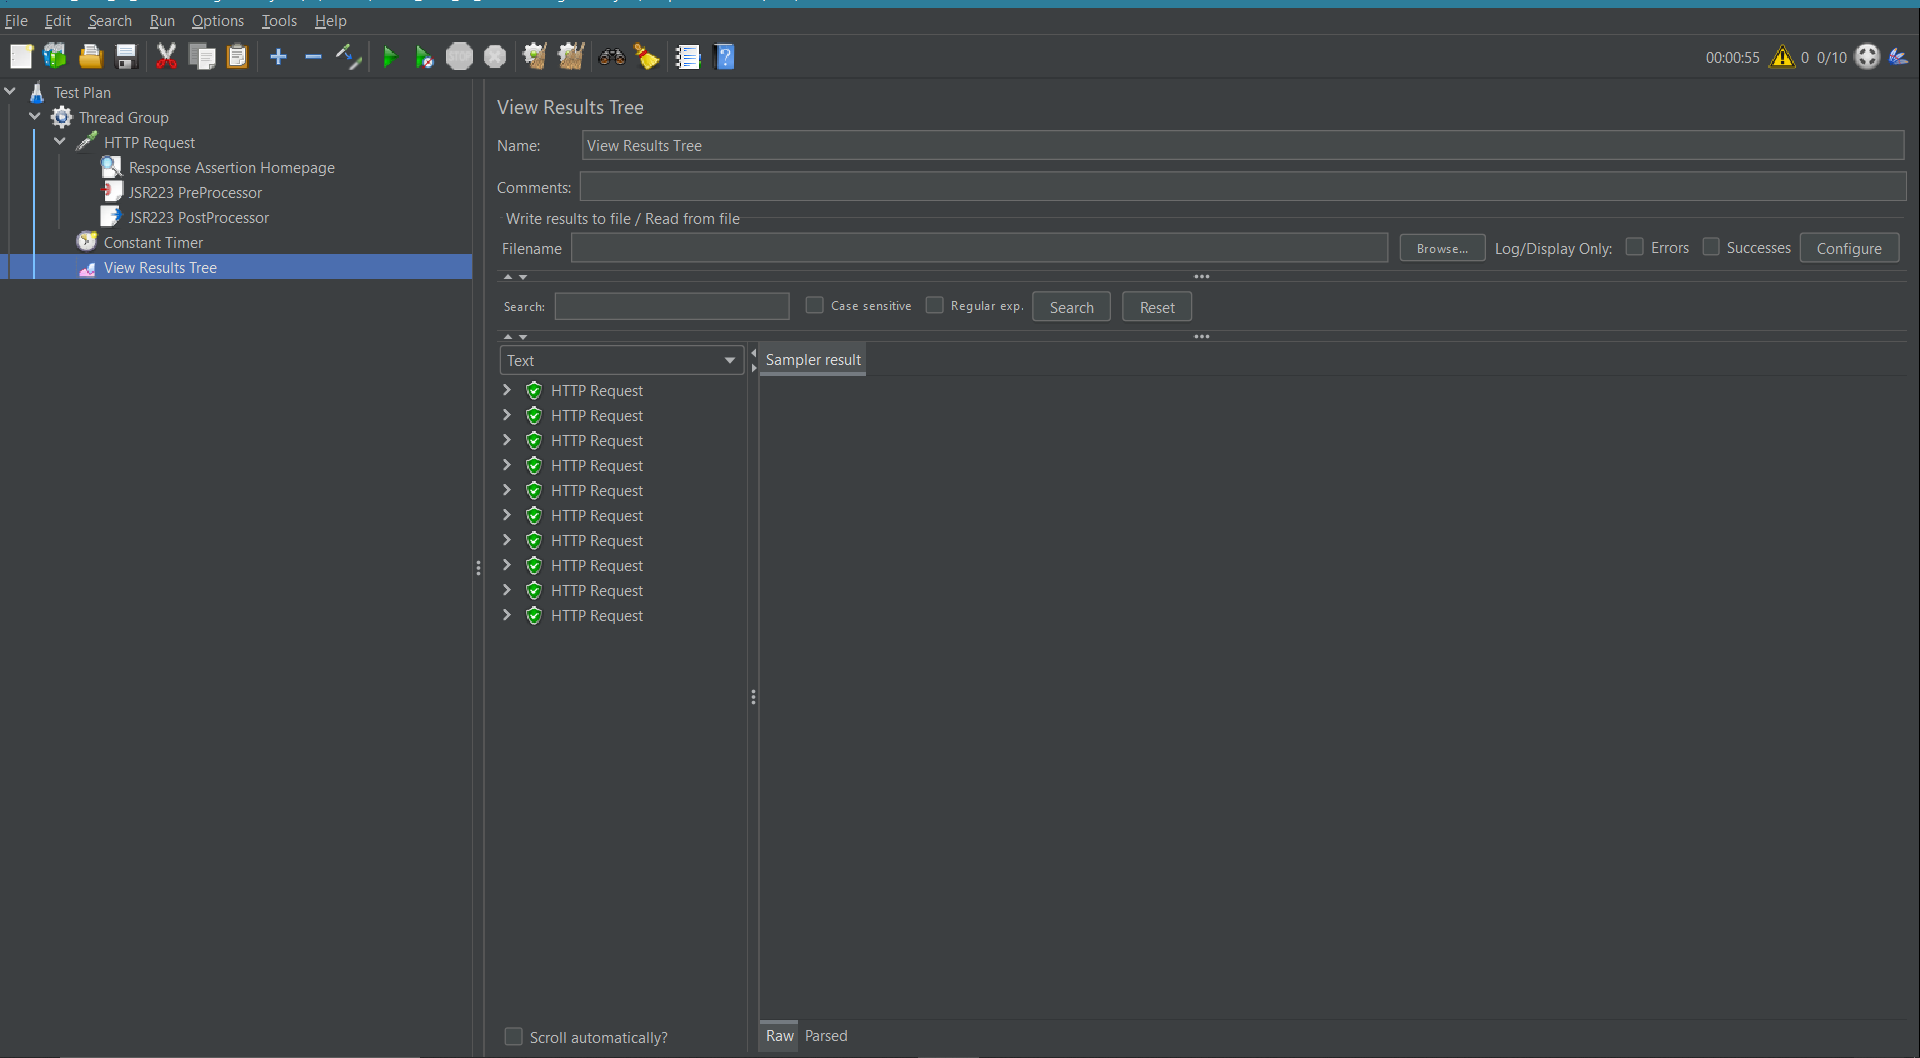 File Edit Search Run Options Tools Help
STOP
00:00:55 0 0/10
Test Plan
Thread Group
HTTP Request
Response Assertion Homepage
JSR223 PreProcessor
JSR223 PostProcessor
Constant Timer
View Results Tree
View Results Tree
Name: View Results Tree
Comments:
Write results to file / Read from file
Filename Browse... Log/Display Only: Errors Successes Configure
Search: Case sensitive Regular exp. Search Reset
Text
Sampler result
HTTP Request
HTTP Request
HTTP Request
HTTP Request
HTTP Request
HTTP Request
HTTP Request
HTTP Request
HTTP Request
HTTP Request
Scroll automatically?
Raw Parsed